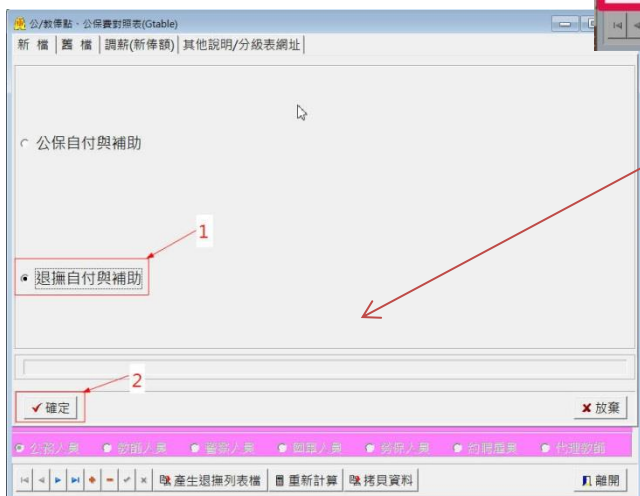 公/教俸點、公保費對照表(Gtable)
新 檔 舊 檔 調薪(新俸額) 其他說明/分級表網址
公保自付與補助
1
退撫自付與補助
2
確定 放棄
公務人員 教師人員 警察人員 約聘雇員 代理教師
產生退撫列表檔 重新計算 拷貝資料 離開